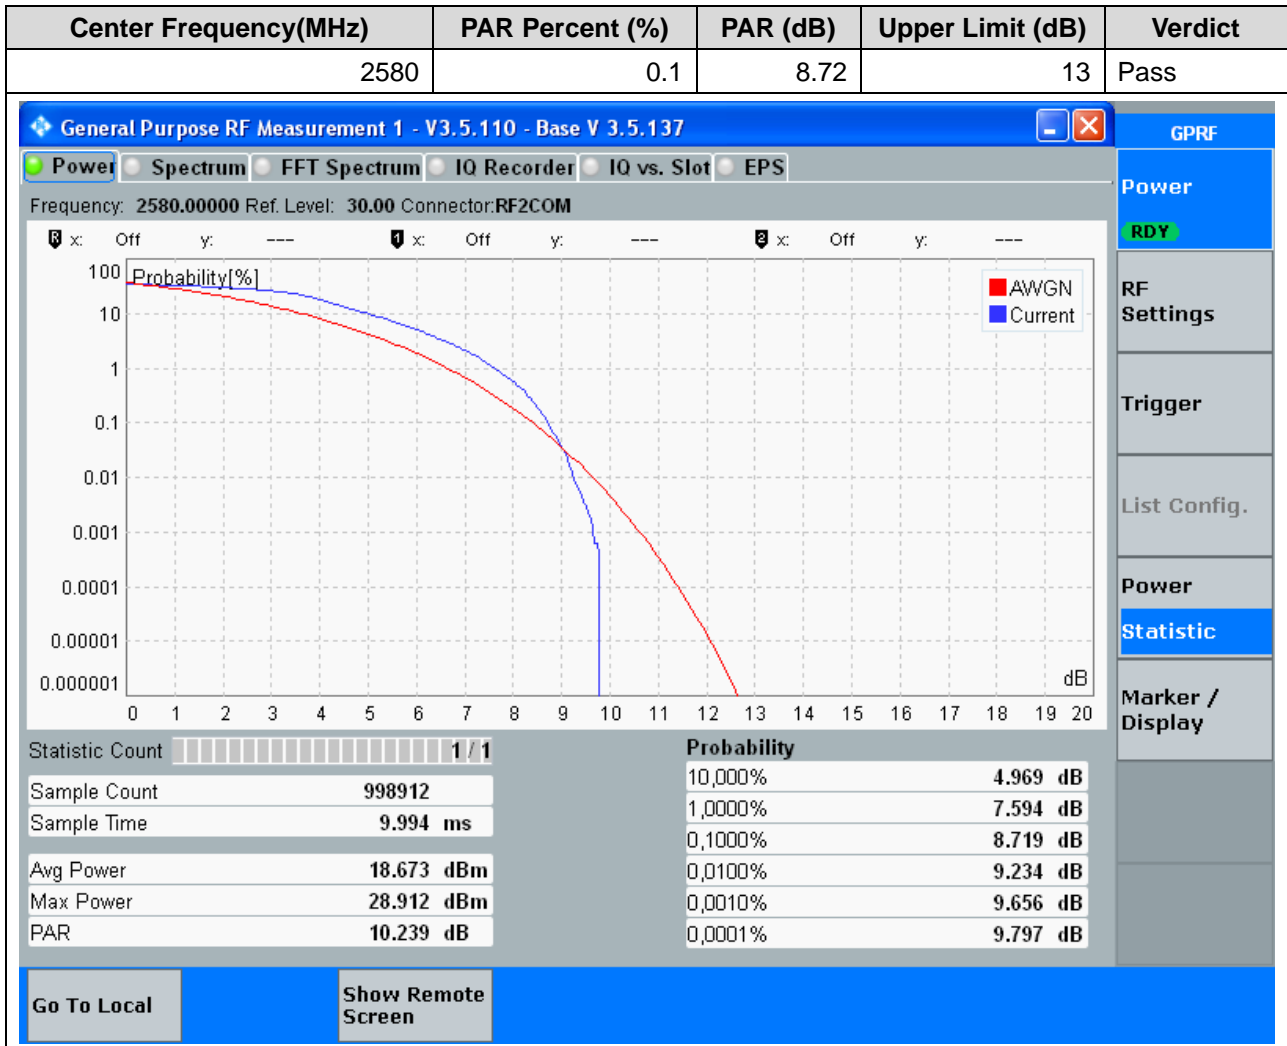 Center Frequency(MHz) PAR Percent (%) PAR (dB) Upper Limit (dB) Verdict
2580 0.1 8.72 13 Pass
General Purpose RF Measurement 1 - V3.5.110 - Base V 3.5.137
GPRF
Power Spectrum FFT Spectrum IQ Recorder IQ vs. Slot EPS
Frequency: 2580.00000 Ref. Level: 30.00 Connector:RF2COM
R x: Off y: --- 1 x: Off y: --- 2 x: Off y: ---
Probability[%]
100
10
1
0.1
0.01
0.001
0.0001
0.00001
0.000001
AWGN
Current
dB
0 1 2 3 4 5 6 7 8 9 10 11 12 13 14 15 16 17 18 19 20
Statistic Count 1 / 1
Sample Count 998912
Sample Time 9.994 ms
Avg Power 18.673 dBm
Max Power 28.912 dBm
PAR 10.239 dB
Probability
10,000% 4.969 dB
1,0000% 7.594 dB
0,1000% 8.719 dB
0,0100% 9.234 dB
0,0010% 9.656 dB
0,0001% 9.797 dB
Power
RDY
RF
Settings
Trigger
List Config.
Power
Statistic
Marker /
Display
Go To Local
Show Remote
Screen